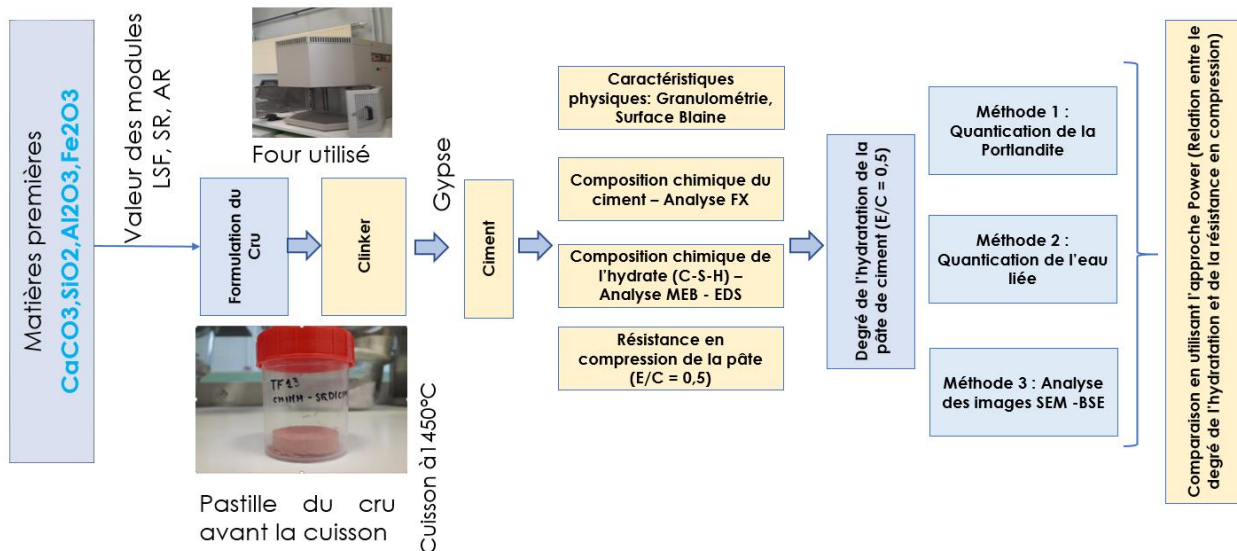 Matières premières
CaCO3,SiO2,Al2O3,Fe2O3
Valeur des modules
LSF, SR, AR
Four utilisé
Formulation du
Cru
Clinker
TF13
Pastille du cru
avant la cuisson
Cuisson à1450°C
Gypse
Ciment
Caractéristiques
physiques: Granulométrie,
Surface Blaine
Composition chimique du
ciment – Analyse FX
Composition chimique de
l'hydrate (C-S-H) –
Analyse MEB - EDS
Résistance en
compression de la pâte
(E/C = 0,5)
Degré de l'hydratation de la
pâte de ciment (E/C = 0,5)
Méthode 1 :
Quantication de la
Portlandite
Méthode 2 :
Quantication de l'eau
liée
Méthode 3 : Analyse
des images SEM -BSE
Comparaison en utilisant l'approche Power (Relation entre le
degré de l'hydratation et de la résistance en compression)